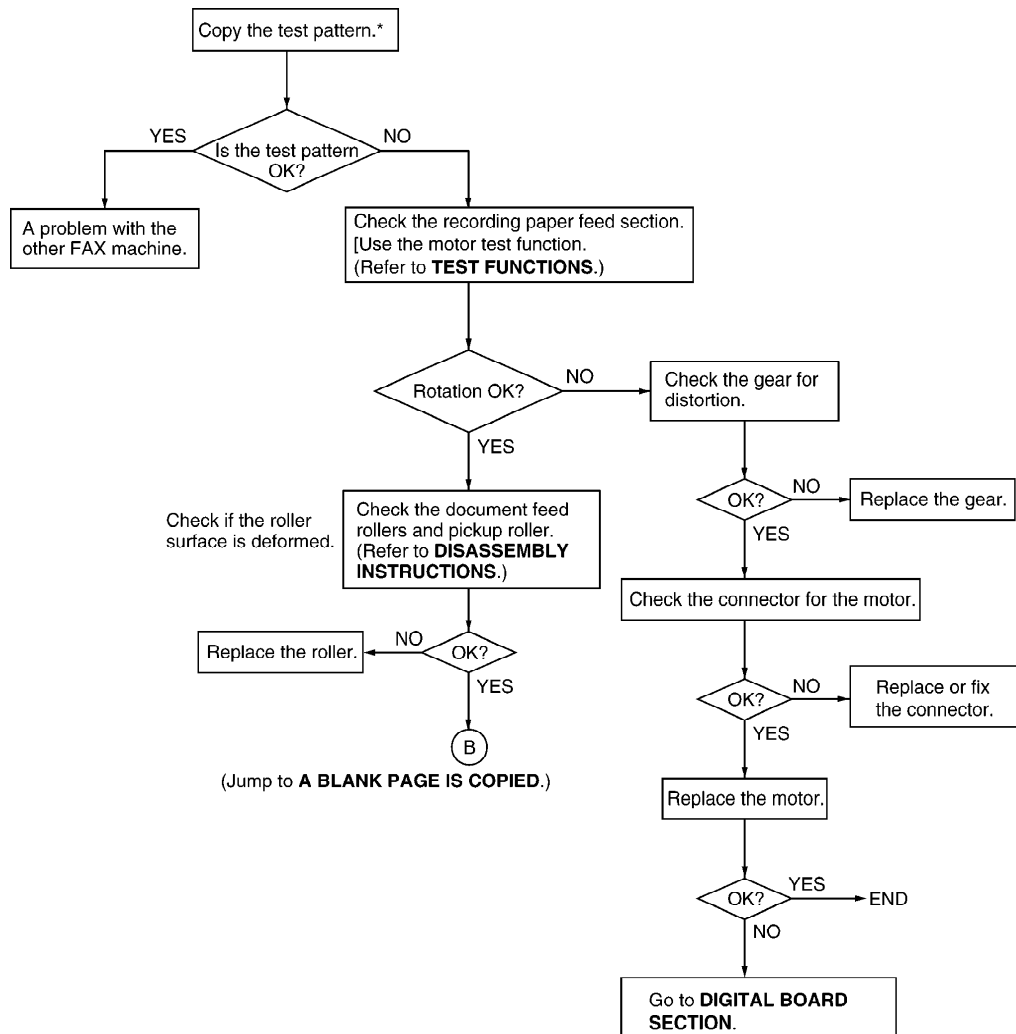 Copy the test pattern.*
YES
NO
Is the test pattern
OK?
A problem with the
other FAX machine.
Check the recording paper feed section.
[Use the motor test function.
(Refer to TEST FUNCTIONS.)
Rotation OK?
NO
YES
Check the gear for
distortion.
OK?
NO
Replace the gear.
YES
Check if the roller
surface is deformed.
Check the document feed
rollers and pickup roller.
(Refer to DISASSEMBLY
INSTRUCTIONS.)
Check the connector for the motor.
Replace the roller.
NO
OK?
YES
OK?
NO
Replace or fix
the connector.
YES
B
(Jump to A BLANK PAGE IS COPIED.)
Replace the motor.
OK?
YES
END
NO
Go to DIGITAL BOARD
SECTION.